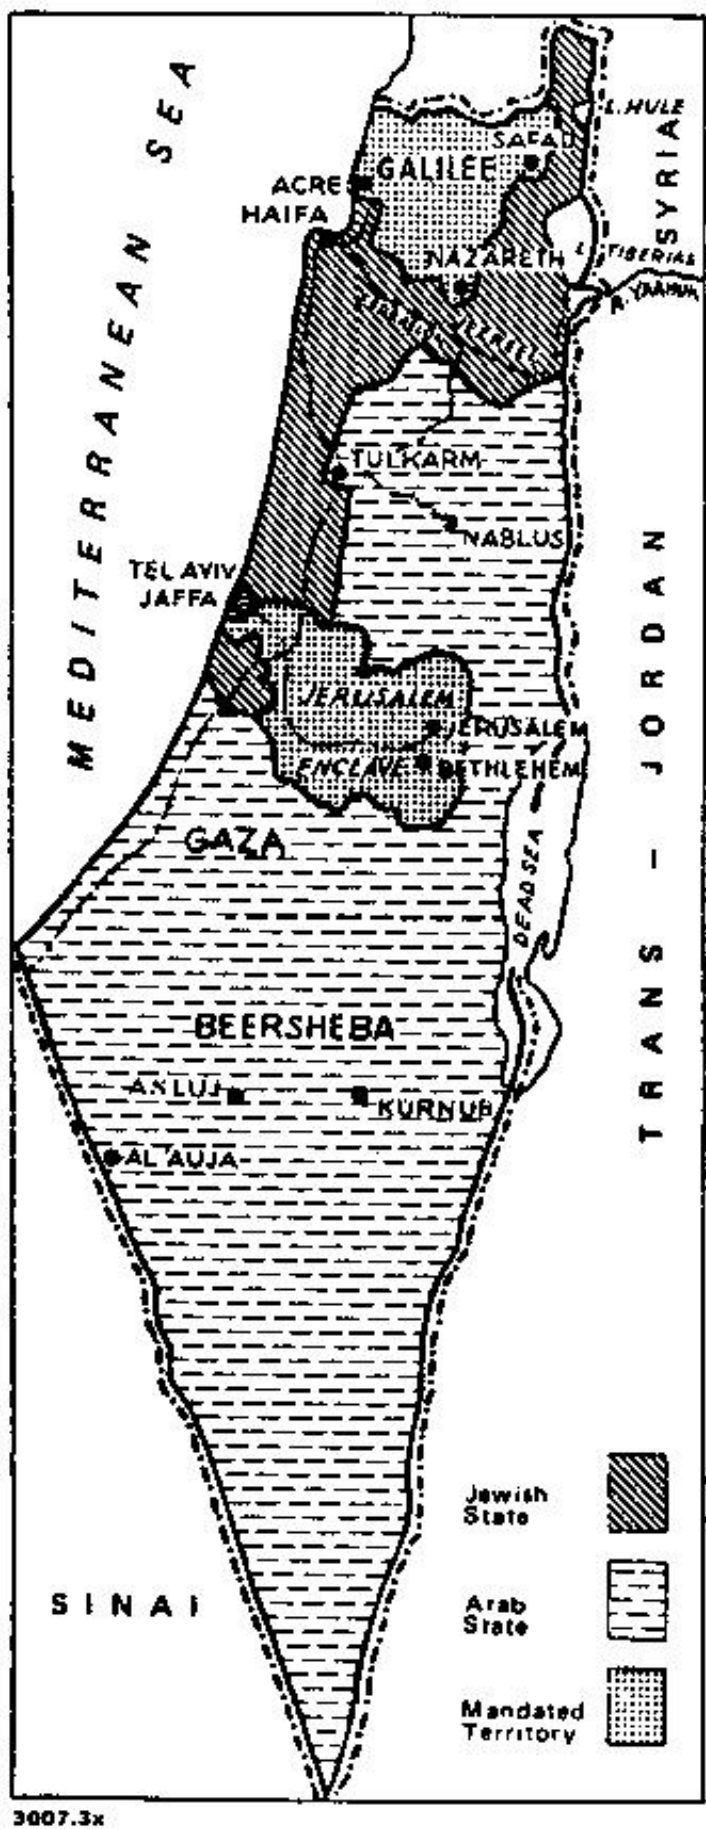 MEDITERRANEAN SEA
L. HULE
SYRIA
SAFAD
GALILEE
ACRE
HAIFA
L. TIBERIAS
NAZARETH
R. YARMUK
JEZREEL
TULKARM
NABLUS
TEL AVIV
JAFFA
JERUSALEM
ENCLAVE
JERUSALEM
BETHLEHEM
TRANS - JORDAN
GAZA
DEAD SEA
BEERSHEBA
ASLUJ
KURNUB
AL AUJA
SINAI
Jewish
State
Arab
State
Mandated
Territory
3007.3x